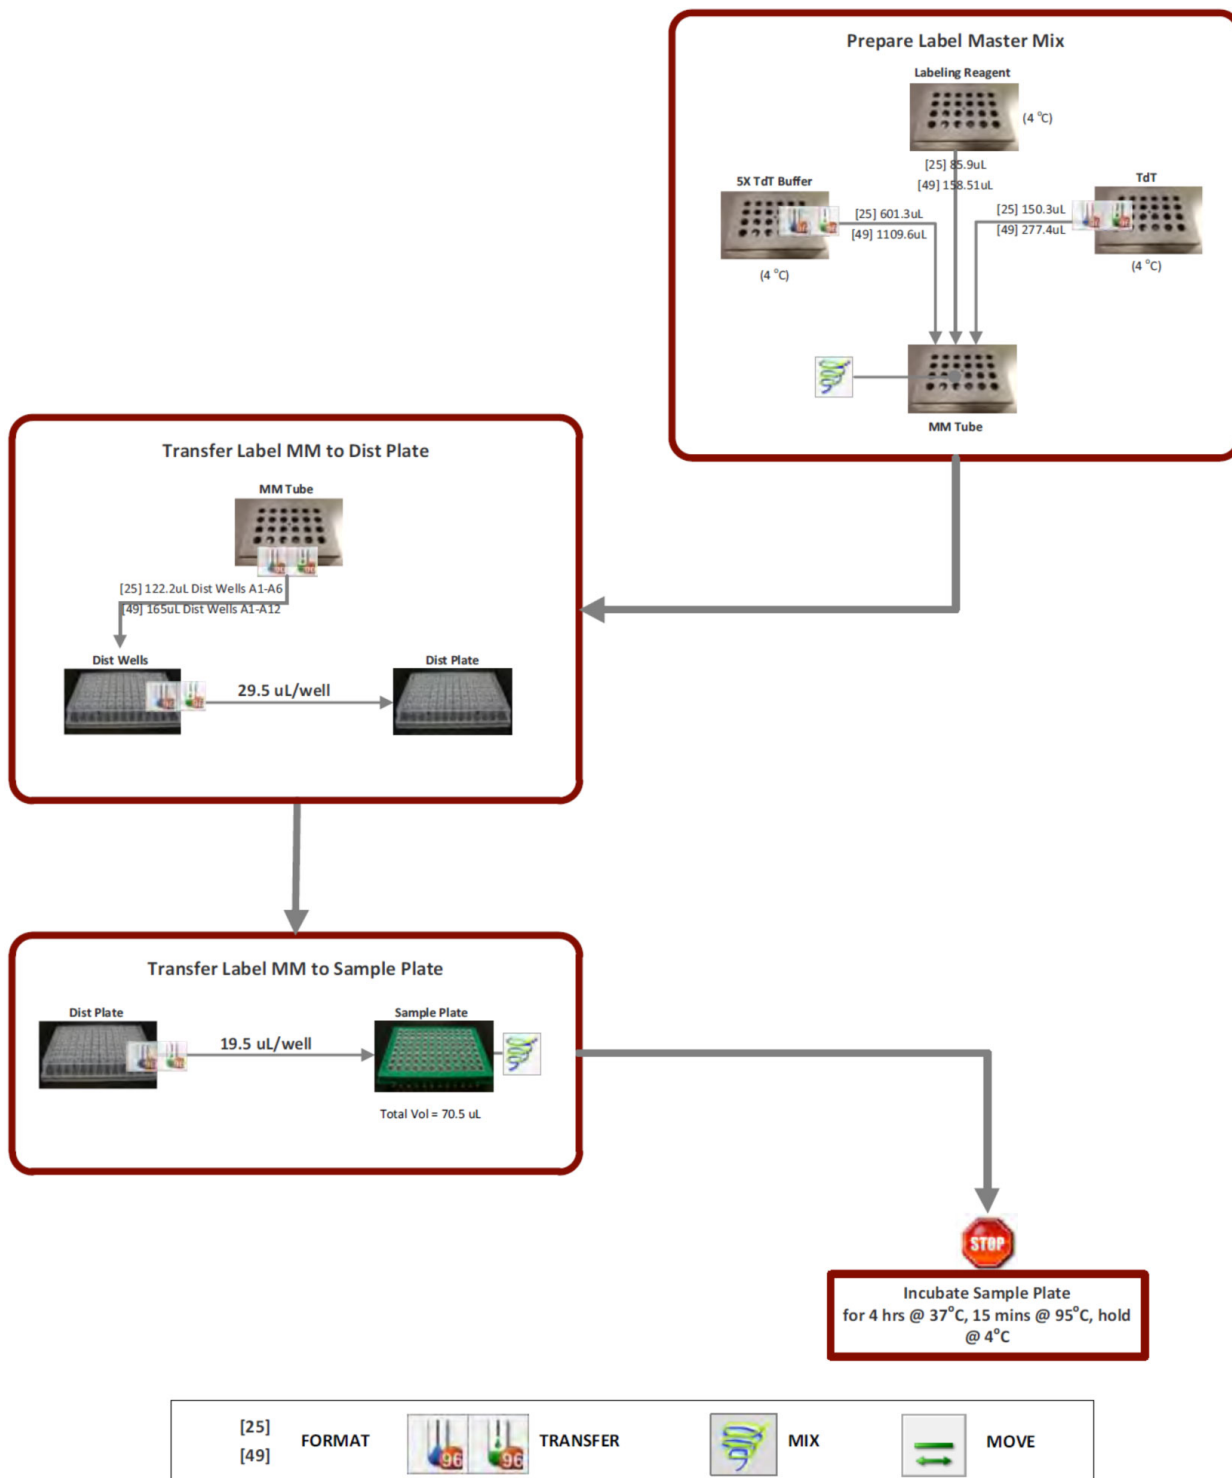 Prepare Label Master Mix
Labeling Reagent
(4 °C)
[25] 85.9uL
[49] 158.51uL
5X TdT Buffer
[25] 601.3uL
[49] 1109.6uL
(4 °C)
TdT
[25] 150.3uL
[49] 277.4uL
(4 °C)
MM Tube
Transfer Label MM to Dist Plate
MM Tube
[25] 122.2uL Dist Wells A1-A6
[49] 165uL Dist Wells A1-A12
Dist Wells
29.5 uL/well
Dist Plate
Transfer Label MM to Sample Plate
Dist Plate
19.5 uL/well
Sample Plate
Total Vol = 70.5 uL
STOP
Incubate Sample Plate
for 4 hrs @ 37°C, 15 mins @ 95°C, hold
@ 4°C
[25]
[49]
FORMAT
96
96
TRANSFER
MIX
MOVE